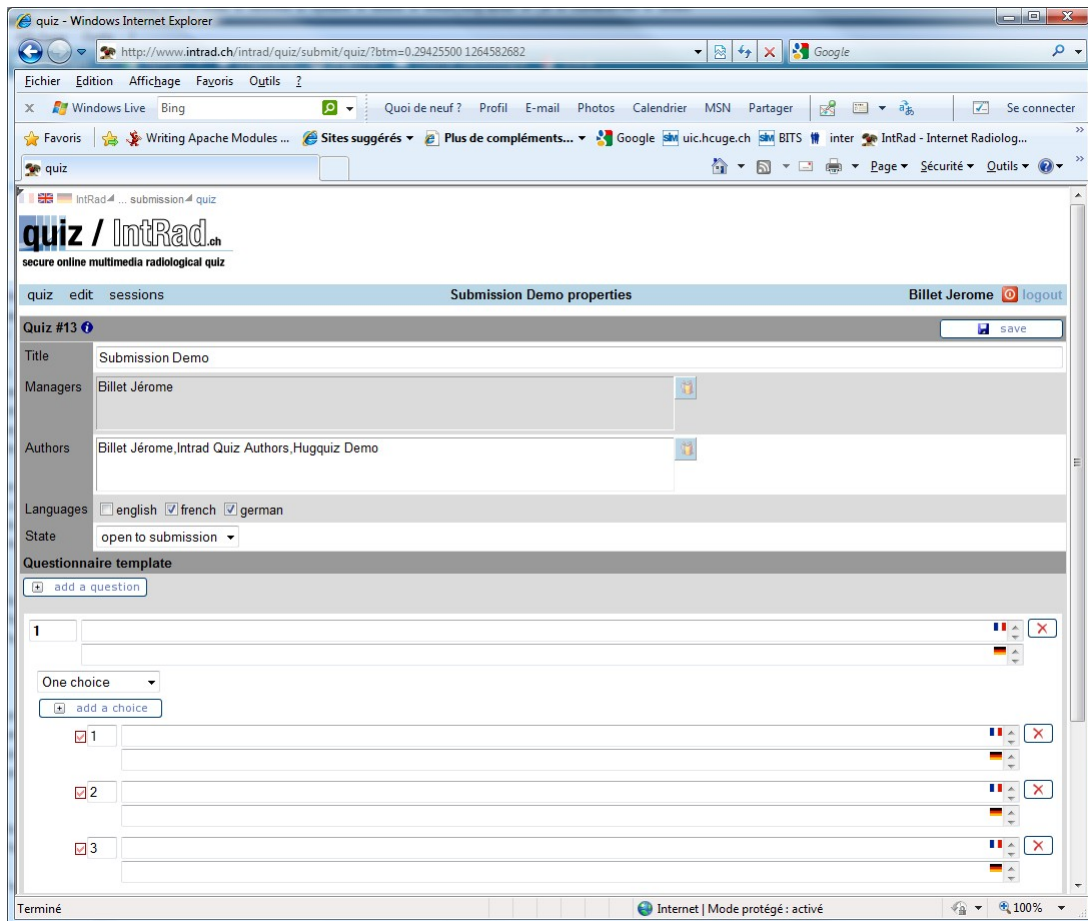 quiz - Windows Internet Explorer
http://www.intrad.ch/intrad/quiz/submit/quiz/?btm=0.29425500 1264582682 Google
Fichier Edition Affichage Favoris Outils ?
x Windows Live Bing Quoi de neuf ? Profil E-mail Photos Calendrier MSN Partager Se connecter
Favoris Writing Apache Modules ... Sites suggérés Plus de compléments... Google uic.hcuge.ch BITS inter IntRad - Internet Radiolog... »
quiz Page Sécurité Outils »
IntRad ... submission quiz
quiz / IntRad.ch
secure online multimedia radiological quiz
quiz edit sessions Submission Demo properties Billet Jerome logout
Quiz #13 save
Title Submission Demo
Managers Billet Jérome
Authors Billet Jérome,Intrad Quiz Authors,Hugquiz Demo
Languages english french german
State open to submission
Questionnaire template
add a question
1
One choice
add a choice
1
2
3
Terminé Internet | Mode protégé : activé 100%